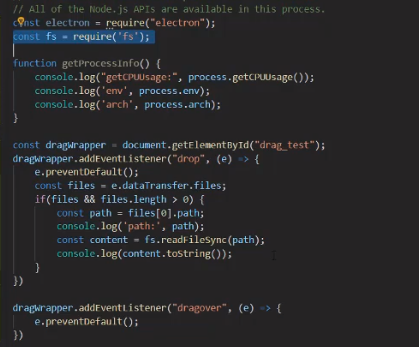 // All of the Node.js APIs are available in this process.
const electron = require("electron");
const fs = require('fs');
function getProcessInfo() {
console.log("getCPUUsage:", process.getCPUUsage());
console.log('env', process.env);
console.log('arch', process.arch);
}
const dragWrapper = document.getElementById("drag_test");
dragWrapper.addEventListener("drop", (e) => {
e.preventDefault();
const files = e.dataTransfer.files;
if(files && files.length > 0) {
const path = files[0].path;
console.log('path:', path);
const content = fs.readFileSync(path);
console.log(content.toString());
}
})
dragWrapper.addEventListener("dragover", (e) => {
e.preventDefault();
})